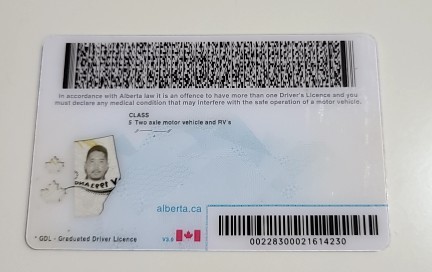 In accordance with Alberta law it is an offence to have more than one Driver's Licence and you
must declare any medical condition that may interfere with the safe operation of a motor vehicle.
CLASS
5 Two axle motor vehicle and RV's
alberta.ca
* GDL - Graduated Driver Licence
00228300021614230